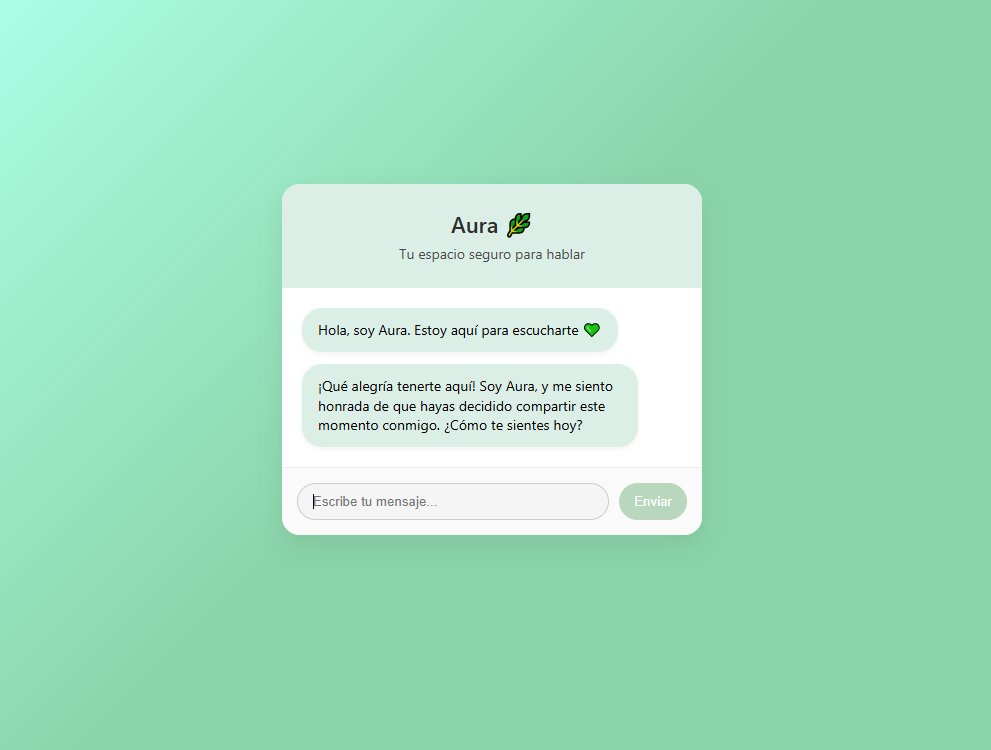 Aura 🌿
Tu espacio seguro para hablar
Hola, soy Aura. Estoy aquí para escucharte 💚
¡Qué alegría tenerte aquí! Soy Aura, y me siento
honrada de que hayas decidido compartir este
momento conmigo. ¿Cómo te sientes hoy?
Escribe tu mensaje...
Enviar